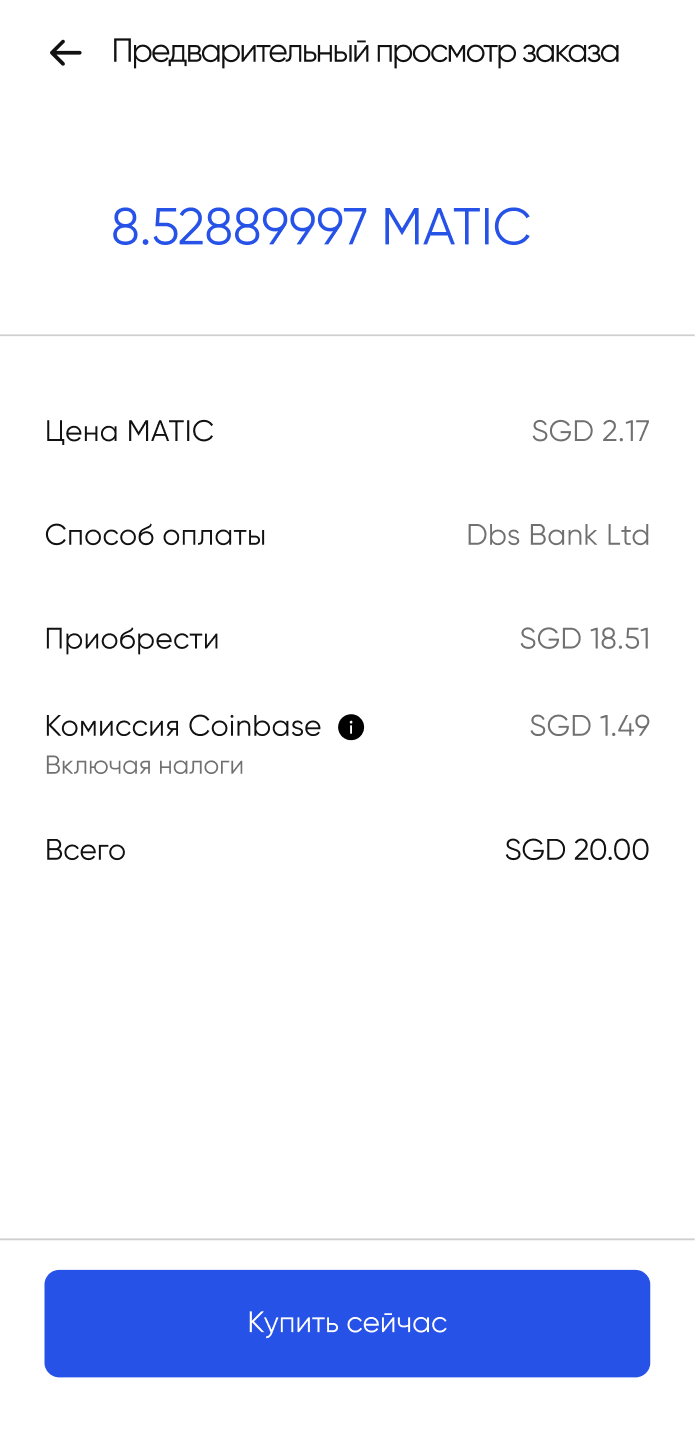 Предварительный просмотр заказа
8.52889997 MATIC
Цена MATIC SGD 2.17
Способ оплаты Dbs Bank Ltd
Приобрести SGD 18.51
Комиссия Coinbase i SGD 1.49
Включая налоги
Всего SGD 20.00
Купить сейчас